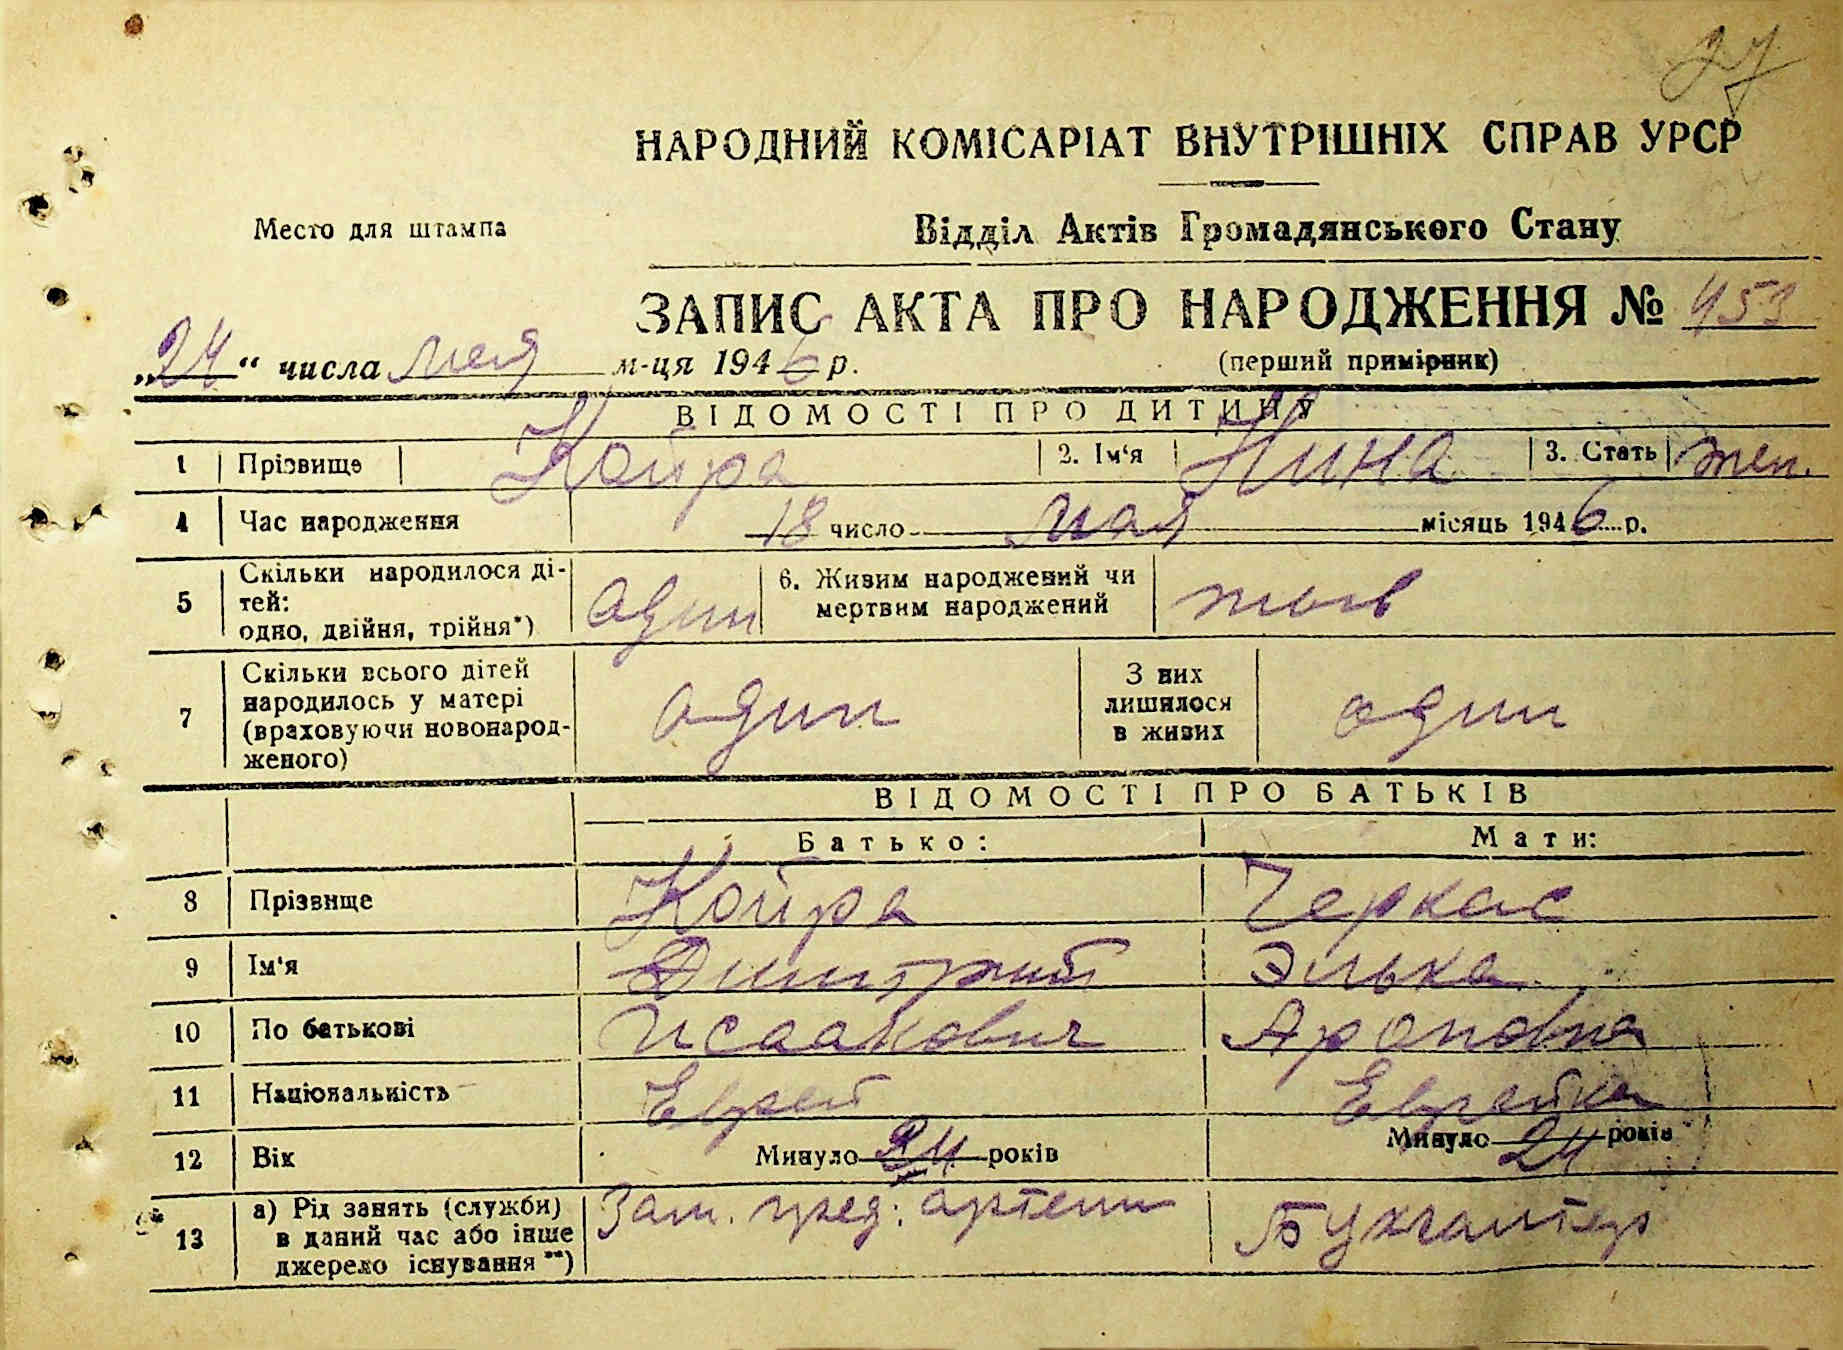 27
НАРОДНИЙ КОМІСАРІАТ ВНУТРІШНІХ СПРАВ УРСР
Место для штампа
Відділ Актів Громадянського Стану
ЗАПИС АКТА ПРО НАРОДЖЕННЯ № 453
„24“ числа мая м-ця 1946 р.
(перший примірник)
ВІДОМОСТІ ПРО ДИТИНУ
1 Прізвище Койра 2. Ім‘я Нина 3. Стать жен.
4 Час народження 18 число мая місяць 1946 р.
5 Скільки народилося ді-
тей:
одно, двійня, трійня*) один
6. Живим народжений чи
мертвим народжений жив
7 Скільки всього дітей
народилось у матері
(враховуючи новонарод-
женого) один
З них
лишилося
в живих один
ВІДОМОСТІ ПРО БАТЬКІВ
Батько: Мати:
8 Прізвище Койра Черкас
9 Ім‘я Дмитрий Элька
10 По батькові Исаакович Ароновна
11 Національність Еврей Еврейка
12 Вік Минуло 24 років Минуло 24 років
13 а) Рід занять (служби)
в даний час або інше
джерело існування **)
Зам. пред. артели Бухгалтер